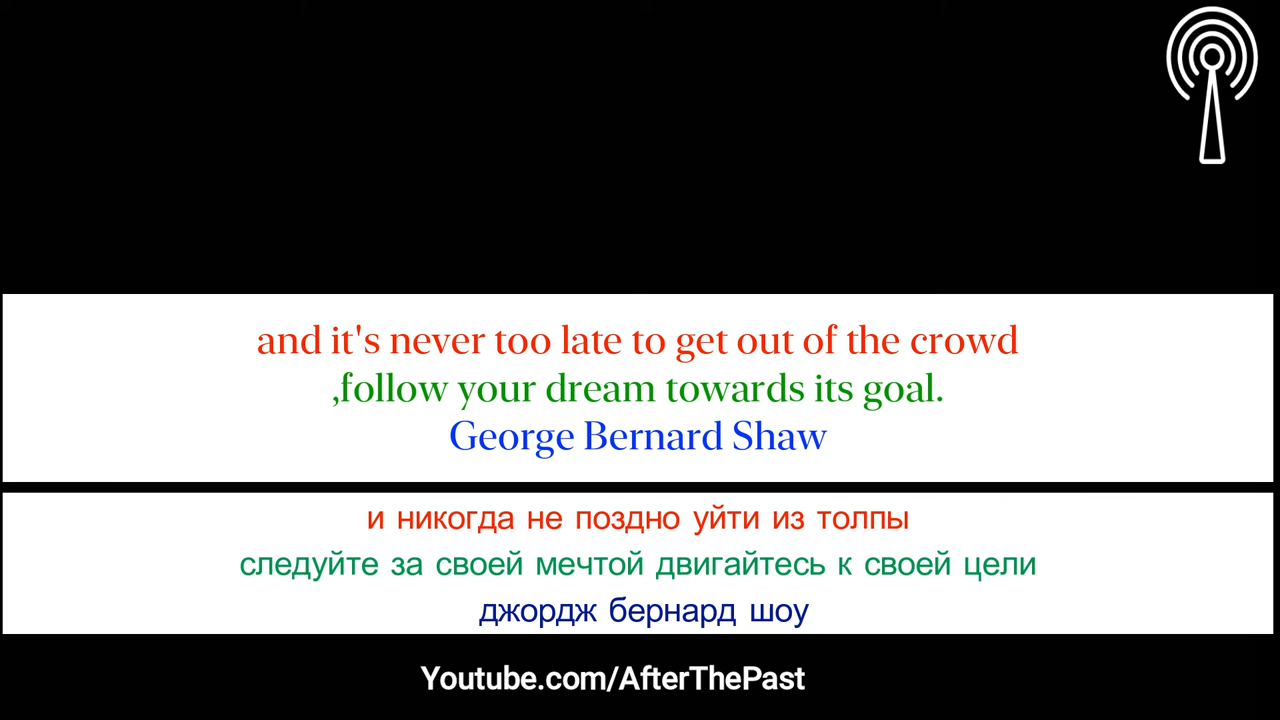 and it's never too late to get out of the crowd
,follow your dream towards its goal.
George Bernard Shaw
и никогда не поздно уйти из толпы
следуйте за своей мечтой двигайтесь к своей цели
джордж бернард шоу
Youtube.com/AfterThePast